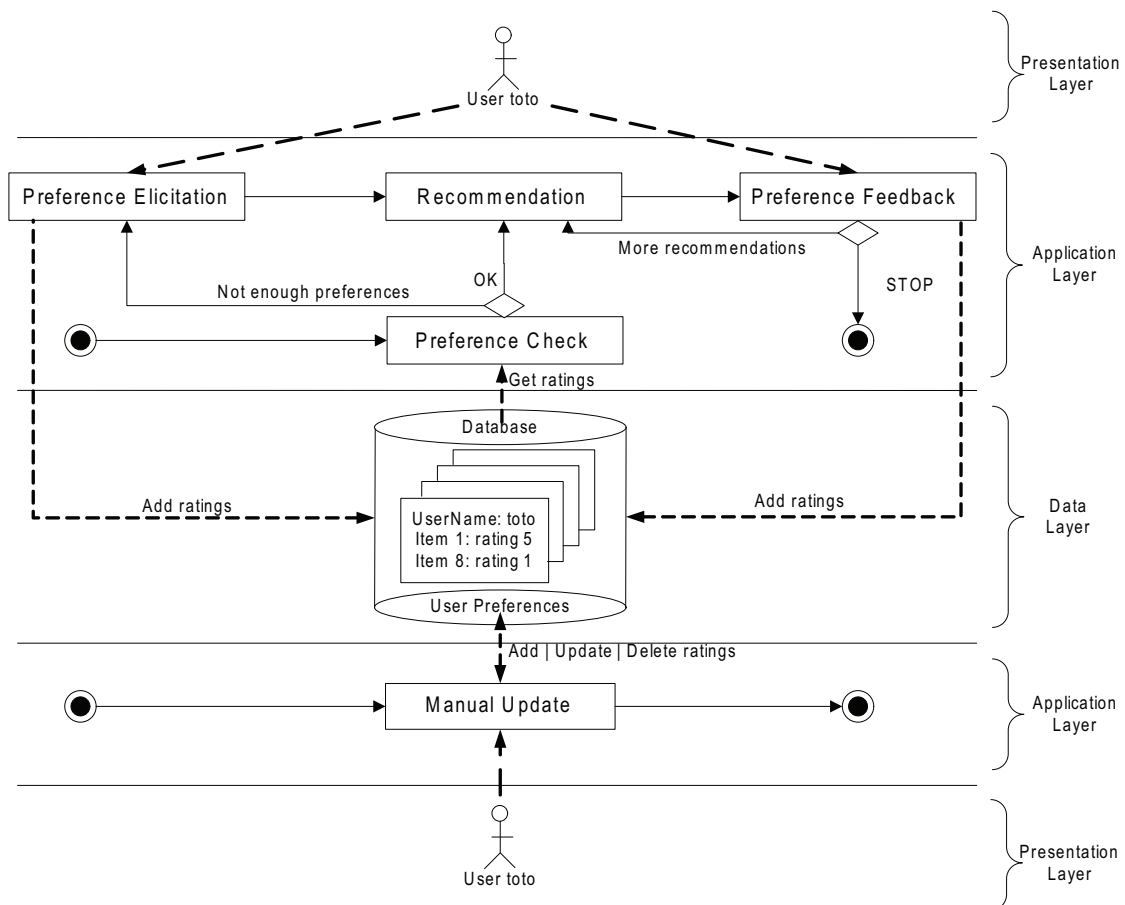 User toto
Presentation
Layer
Preference Elicitation
Recommendation
Preference Feedback
More recommendations
Application
Layer
OK
Not enough preferences
STOP
Preference Check
Get ratings
Database
Add ratings
Add ratings
UserName: toto
Item 1: rating 5
Item 8: rating 1
Data
Layer
User Preferences
Add | Update | Delete ratings
Manual Update
Application
Layer
User toto
Presentation
Layer